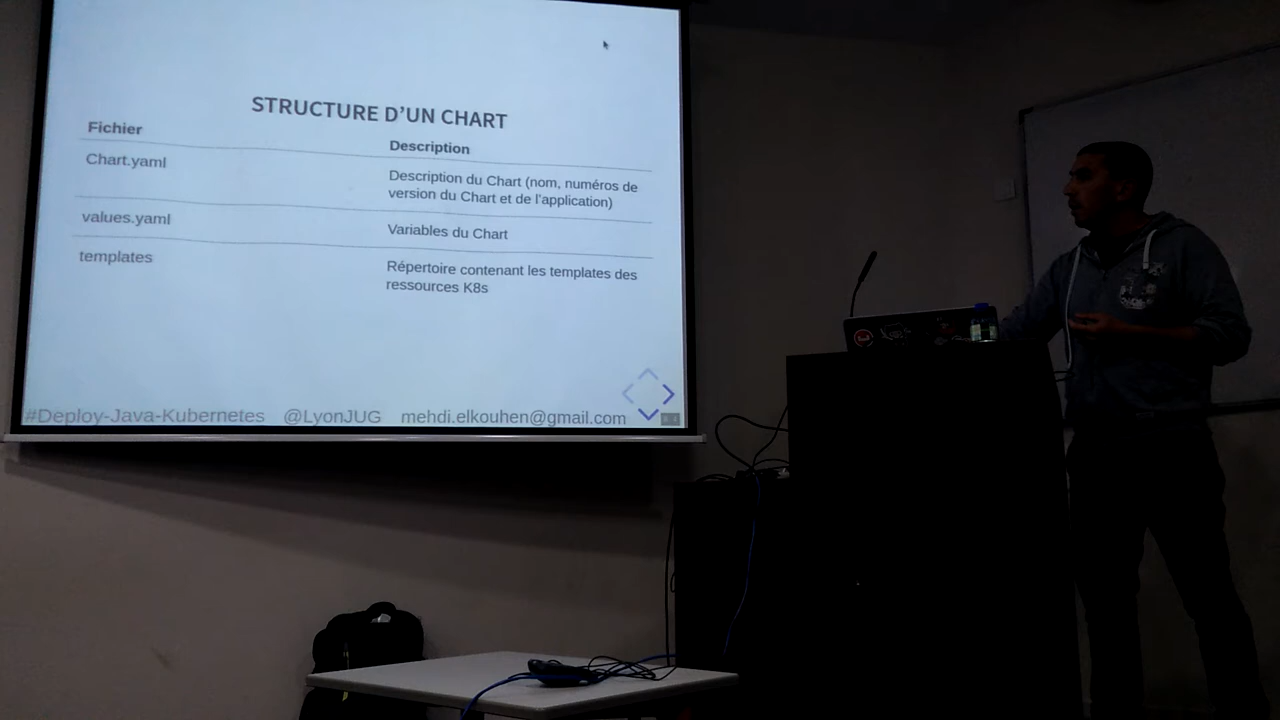 STRUCTURE D'UN CHART
Fichier
Description
Chart.yaml
Description du Chart (nom, numéros de
version du Chart et de l'application)
values.yaml
Variables du Chart
templates
Répertoire contenant les templates des
ressources K8s
#Deploy-Java-Kubernetes @LyonJUG mehdi.elkouhen@gmail.com